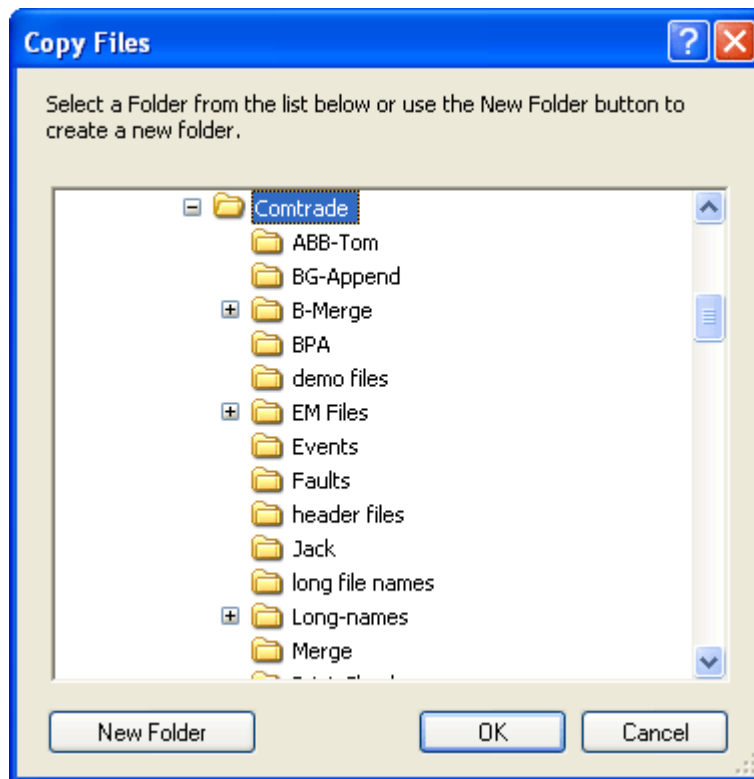 Copy Files
Select a Folder from the list below or use the New Folder button to
create a new folder.
Comtrade
ABB-Tom
BG-Append
B-Merge
BPA
demo files
EM Files
Events
Faults
header files
Jack
long file names
Long-names
Merge
New Folder
OK
Cancel